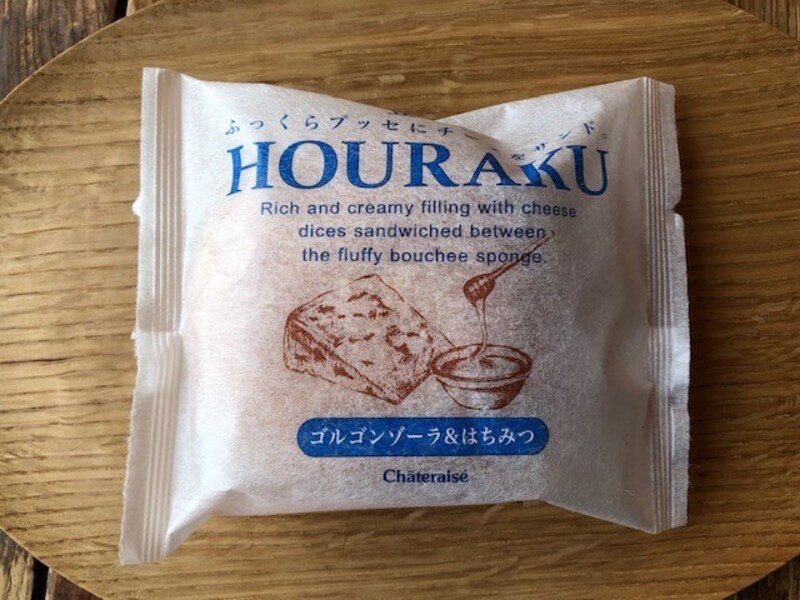 ふっくらブッセにチーズをサンド。
HOURAKU
Rich and creamy filling with cheese
dices sandwiched between
the fluffy bouchee sponge.
ゴルゴンゾーラ&はちみつ
Châteraisé